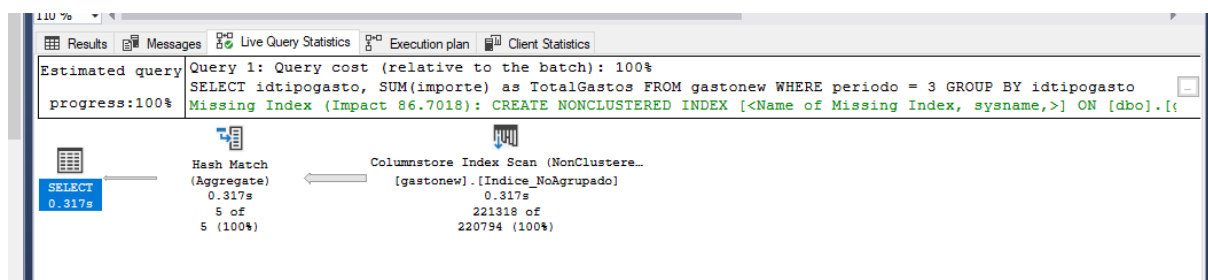 110 %
Results Messages Live Query Statistics Execution plan Client Statistics
Estimated query progress:100%
Query 1: Query cost (relative to the batch): 100%
SELECT idtipogasto, SUM(importe) as TotalGastos FROM gastonew WHERE periodo = 3 GROUP BY idtipogasto
Missing Index (Impact 86.7018): CREATE NONCLUSTERED INDEX [<Name of Missing Index, sysname,>] ON [dbo].[
...
SELECT
0.317s
Hash Match
(Aggregate)
0.317s
5 of
5 (100%)
Columnstore Index Scan (NonClustere...
[gastonew].[Indice_NoAgrupado]
0.317s
221318 of
220794 (100%)